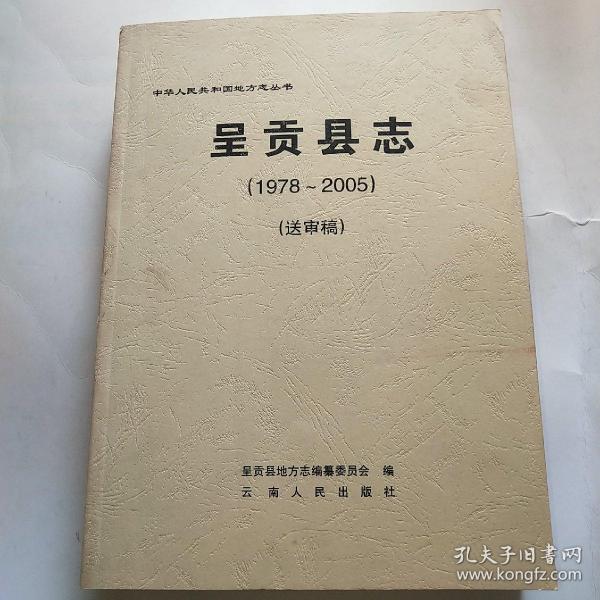 中华人民共和国地方志丛书
呈贡县志
(1978~2005)
(送审稿)
呈贡县地方志编纂委员会 编
云南人民出版社
孔夫子旧书网
www.kongfz.com